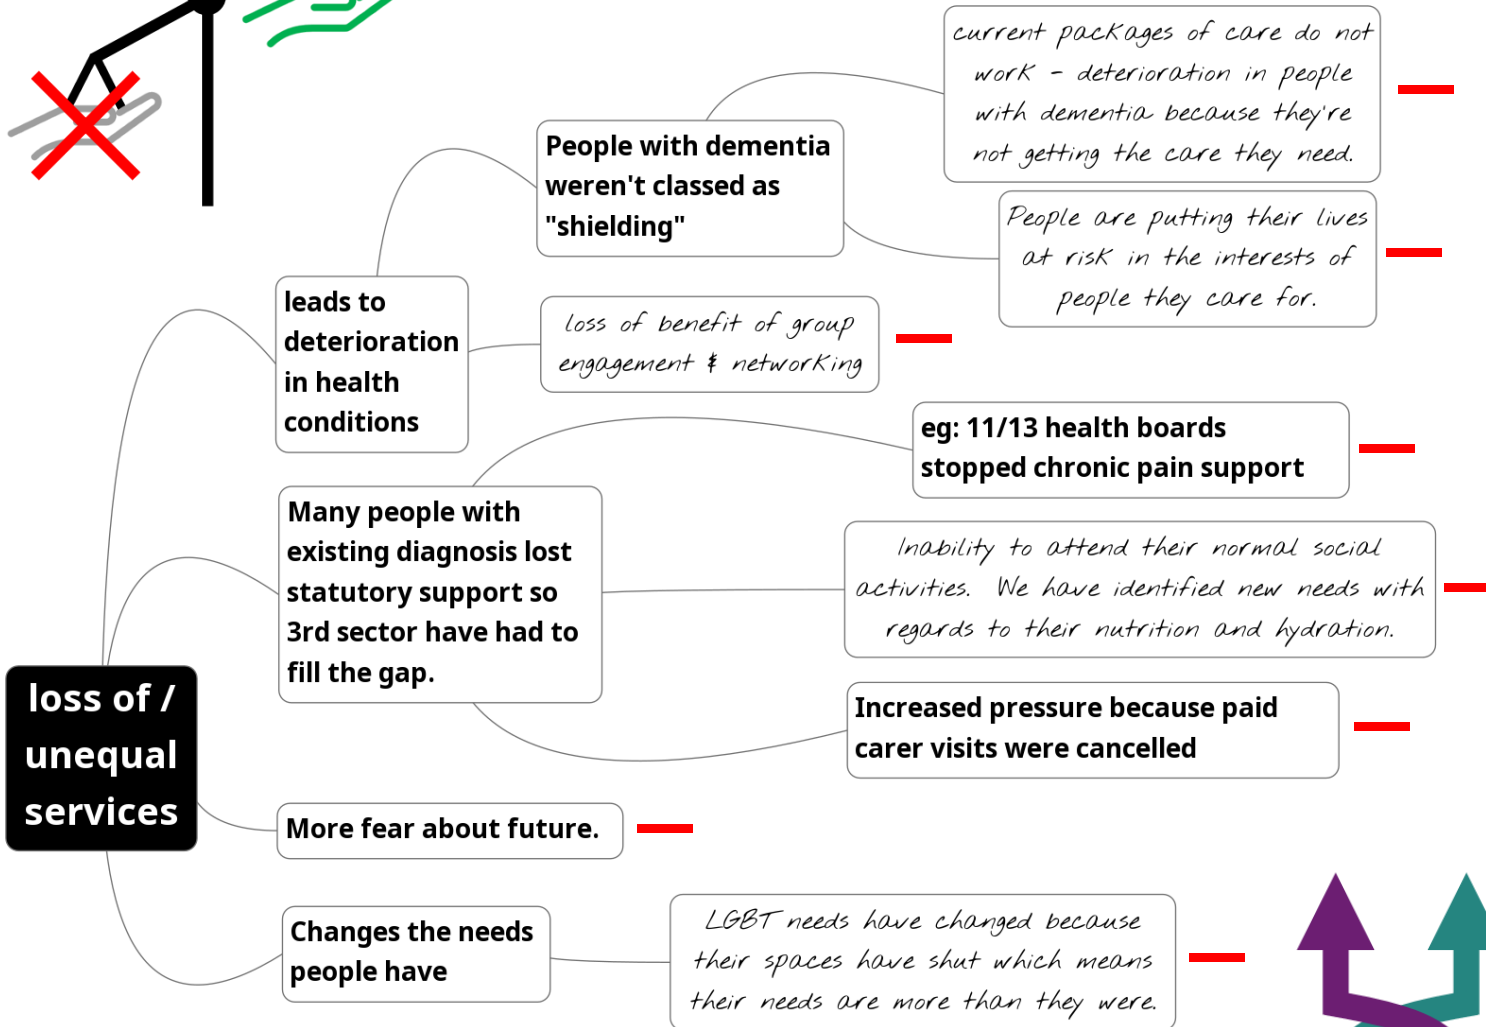 current packages of care do not
work - deterioration in people
with dementia because they're
not getting the care they need.
People with dementia
weren't classed as
"shielding"
People are putting their lives
at risk in the interests of
people they care for.
leads to
deterioration
in health
conditions
loss of benefit of group
engagement & networking
eg: 11/13 health boards
stopped chronic pain support
Many people with
existing diagnosis lost
statutory support so
3rd sector have had to
fill the gap.
Inability to attend their normal social
activities. We have identified new needs with
regards to their nutrition and hydration.
loss of /
unequal
services
Increased pressure because paid
carer visits were cancelled
More fear about future.
Changes the needs
people have
LGBT needs have changed because
their spaces have shut which means
their needs are more than they were.